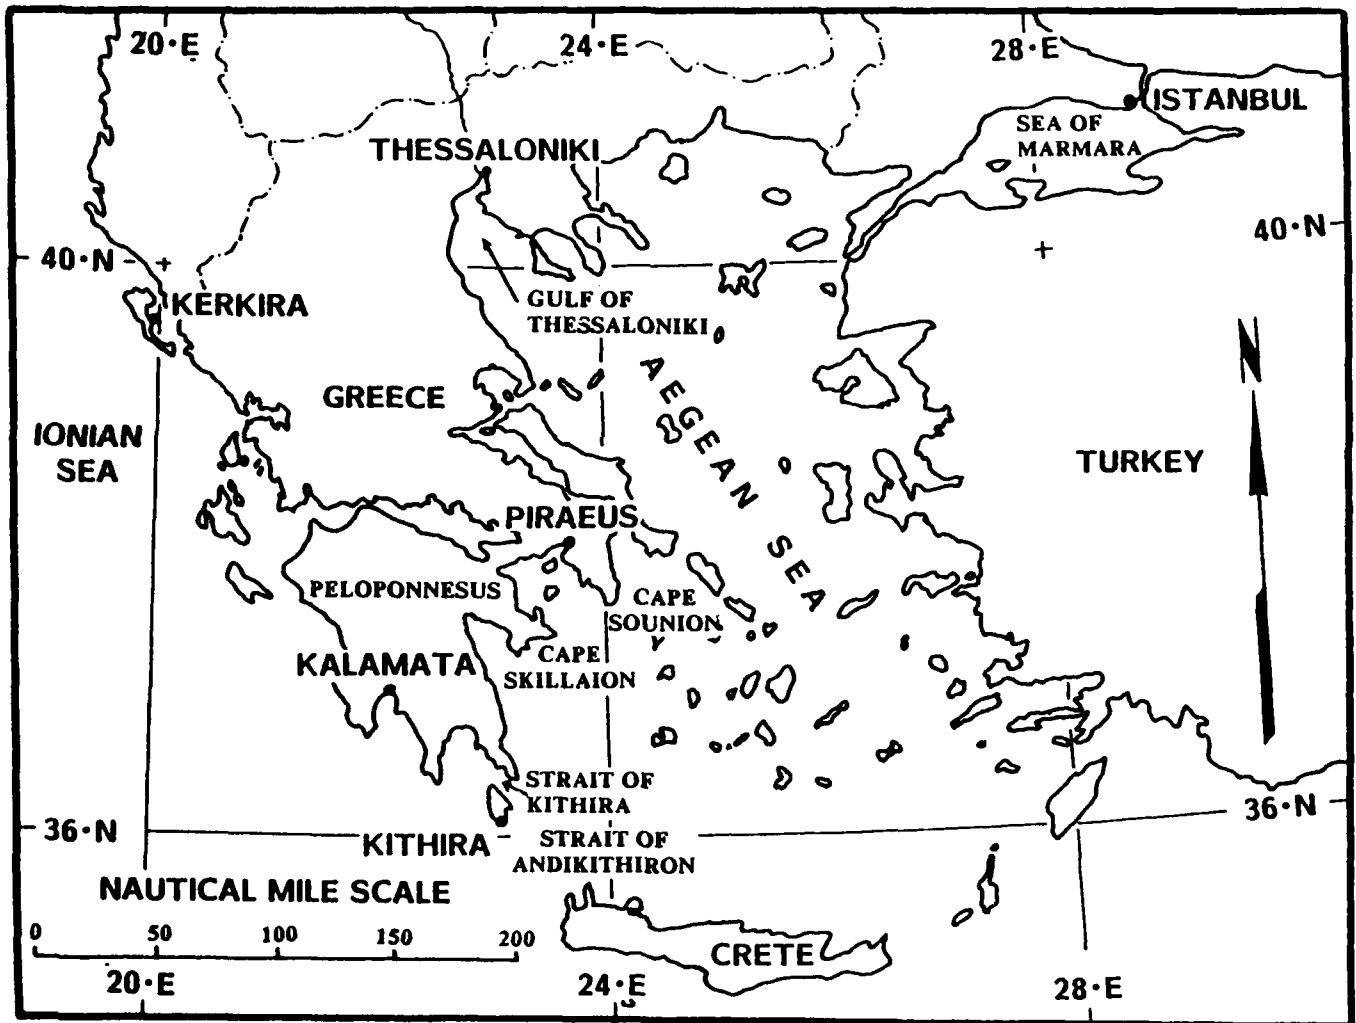 20·E
24·E
28·E
ISTANBUL
SEA OF
MARMARA
THESSALONIKI
40·N
40·N
KERKIRA
GULF OF
THESSALONIKI
N
GREECE
AEGEAN SEA
IONIAN
SEA
TURKEY
PIRAEUS
PELOPONNESUS
CAPE
SOUNION
KALAMATA
CAPE
SKILLAION
STRAIT OF
KITHIRA
36·N
36·N
KITHIRA
STRAIT OF
ANDIKITHIRON
NAUTICAL MILE SCALE
0 50 100 150 200
CRETE
20·E
24·E
28·E